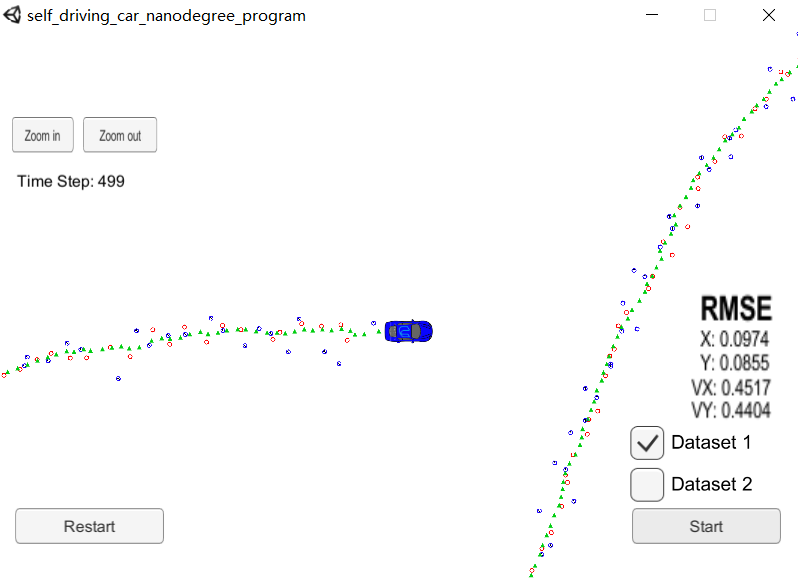 self_driving_car_nanodegree_program
Zoom in
Zoom out
Time Step: 499
RMSE
X: 0.0974
Y: 0.0855
VX: 0.4517
VY: 0.4404
Dataset 1
Dataset 2
Restart
Start